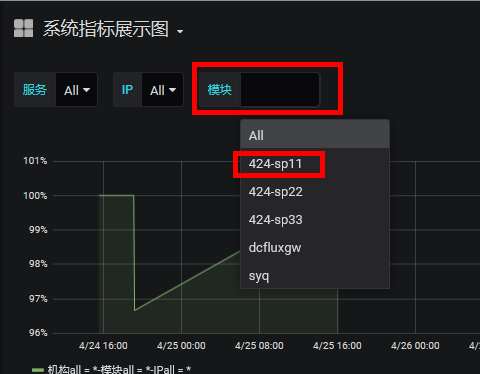 系统指标展示图
服务 All IP All 模块
All
424-sp11
424-sp22
424-sp33
dcfluxgw
syq
101%
100%
99%
98%
97%
96%
4/24 16:00 4/25 00:00 4/25 08:00 4/25 16:00 4/26 00:00
机构all = *-模块all = *-IPall = *